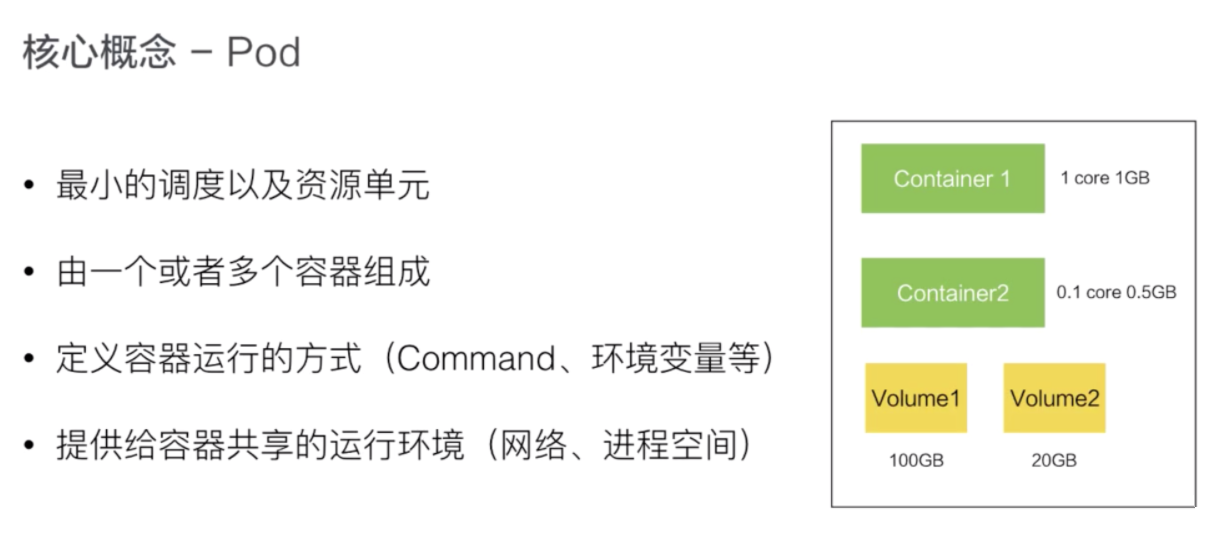 核心概念 – Pod
• 最小的调度以及资源单元
• 由一个或者多个容器组成
• 定义容器运行的方式（Command、环境变量等）
• 提供给容器共享的运行环境（网络、进程空间）
Container 1
1 core 1GB
Container2
0.1 core 0.5GB
Volume1
Volume2
100GB
20GB